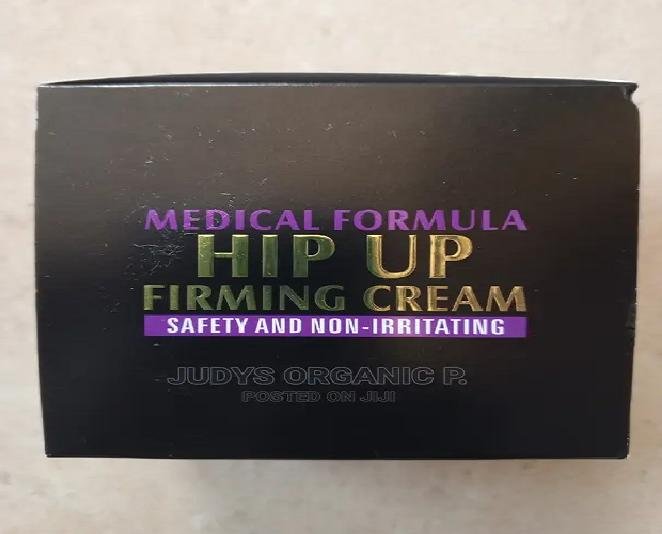 MEDICAL FORMULA
HIP UP
FIRMING CREAM
SAFETY AND NON-IRRITATING
JUDYS ORGANIC P.
POSTED ON JIJI